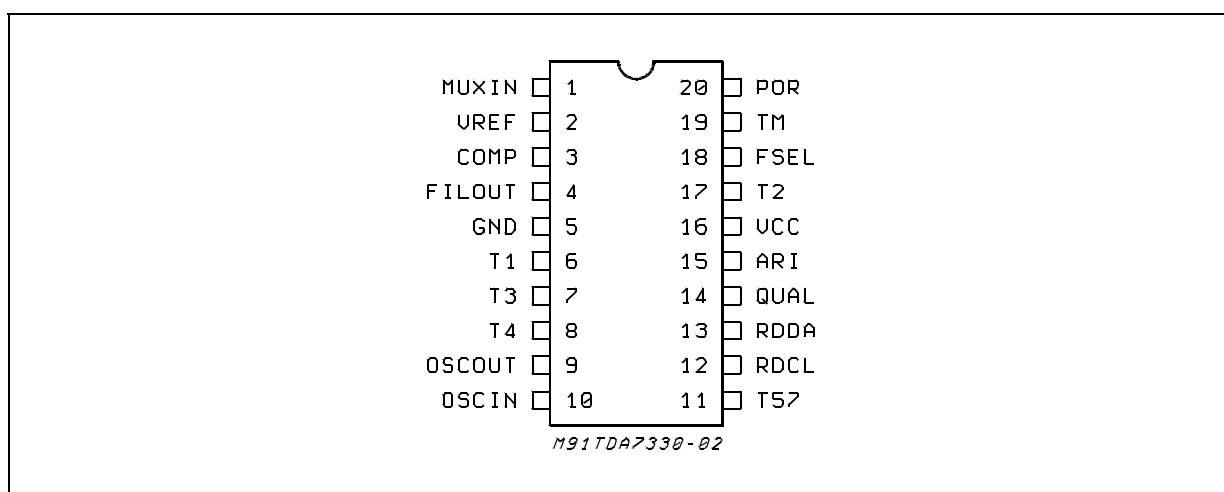 MUXIN 1 20 POR
VREF 2 19 TM
COMP 3 18 FSEL
FILOUT 4 17 T2
GND 5 16 VCC
T1 6 15 ARI
T3 7 14 QUAL
T4 8 13 RDDA
OSCOUT 9 12 RDCL
OSCIN 10 11 T57
M91TDA7330-02